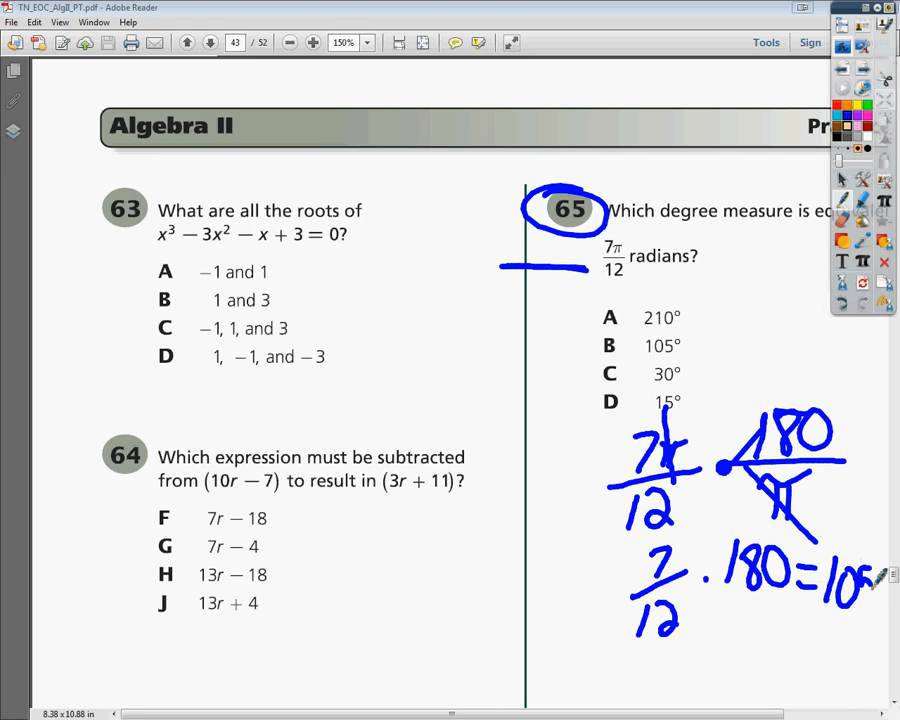 TN_EOC_AlgII_PT.pdf - Adobe Reader
File Edit View Window Help
43 / 52 150% Tools Sign
Algebra II
63 What are all the roots of
x³ − 3x² − x + 3 = 0?
A −1 and 1
B 1 and 3
C −1, 1, and 3
D 1, −1, and −3
64 Which expression must be subtracted
from (10r − 7) to result in (3r + 11)?
F 7r − 18
G 7r − 4
H 13r − 18
J 13r + 4
65 Which degree measure is
7π/12 radians?
A 210°
B 105°
C 30°
D 15°
7π/12 · 180/π
7/12 · 180 = 105
8.38 x 10.88 in